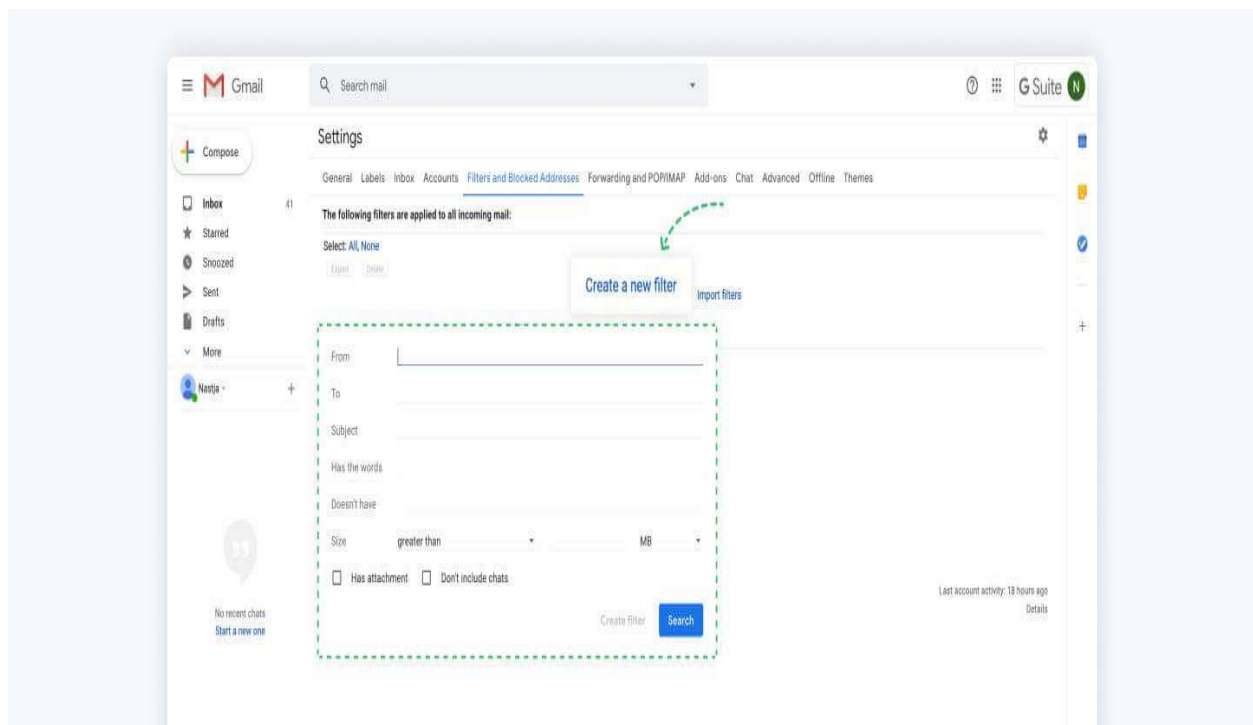 Gmail
Search mail
G Suite N
Compose
Settings
General Labels Inbox Accounts Filters and Blocked Addresses Forwarding and POP/IMAP Add-ons Chat Advanced Offline Themes
Inbox 41
The following filters are applied to all incoming mail:
Starred
Select: All, None
Snoozed
Export Delete
Create a new filter
Import filters
Sent
Drafts
More
Nastja
From
To
Subject
Has the words
Doesn't have
Size greater than MB
Has attachment Don't include chats
Create filter Search
No recent chats
Start a new one
Last account activity: 18 hours ago
Details